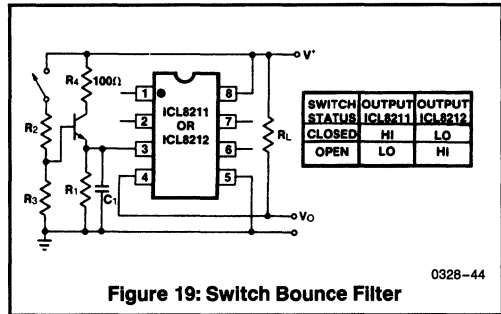 V+
R4 100Ω
1
8
ICL8211
OR
ICL8212
2
7
R2
3
6
RL
4
5
R3
R1
C1
VO
SWITCH STATUS OUTPUT ICL8211 OUTPUT ICL8212
CLOSED HI LO
OPEN LO HI
0328-44
Figure 19: Switch Bounce Filter